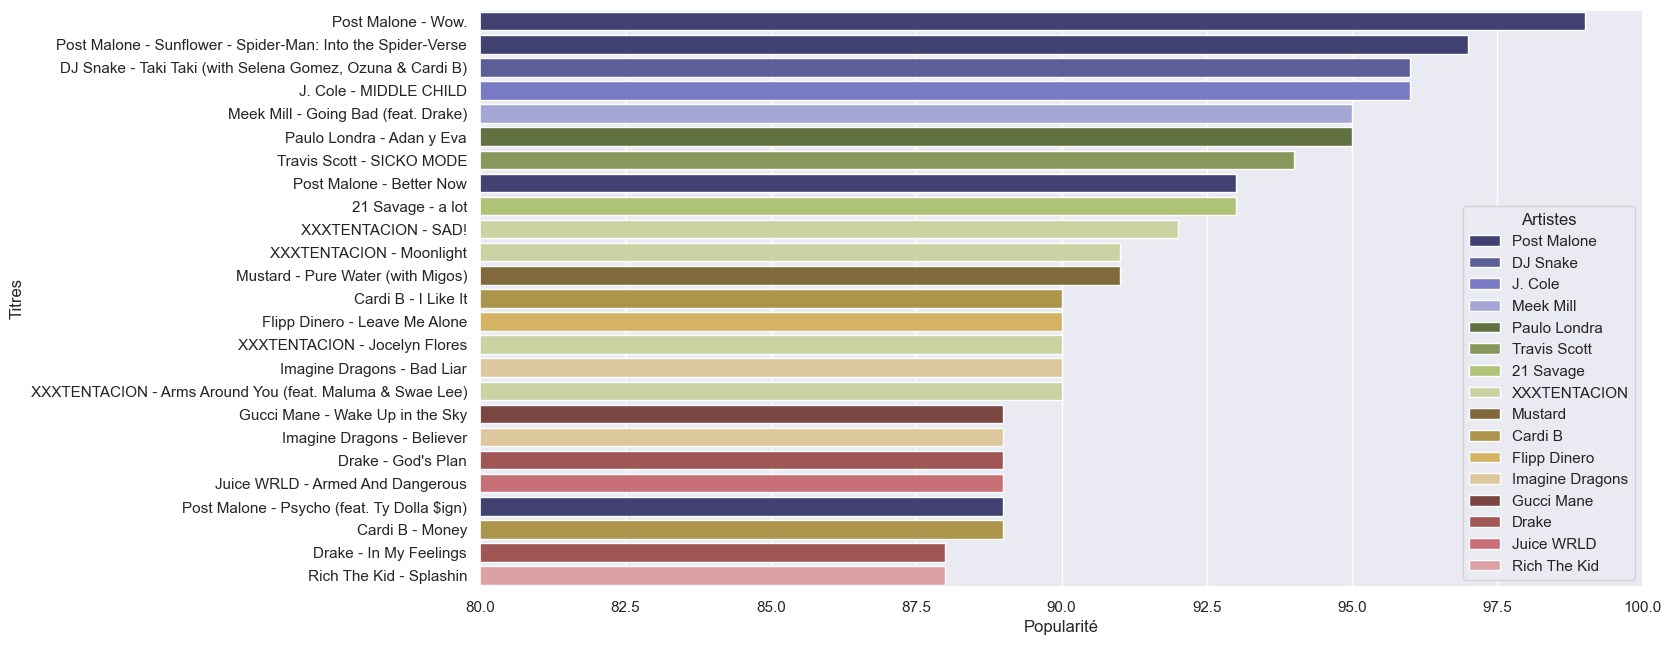 Titres
Post Malone - Wow.
Post Malone - Sunflower - Spider-Man: Into the Spider-Verse
DJ Snake - Taki Taki (with Selena Gomez, Ozuna & Cardi B)
J. Cole - MIDDLE CHILD
Meek Mill - Going Bad (feat. Drake)
Paulo Londra - Adan y Eva
Travis Scott - SICKO MODE
Post Malone - Better Now
21 Savage - a lot
XXXTENTACION - SAD!
XXXTENTACION - Moonlight
Mustard - Pure Water (with Migos)
Cardi B - I Like It
Flipp Dinero - Leave Me Alone
XXXTENTACION - Jocelyn Flores
Imagine Dragons - Bad Liar
XXXTENTACION - Arms Around You (feat. Maluma & Swae Lee)
Gucci Mane - Wake Up in the Sky
Imagine Dragons - Believer
Drake - God's Plan
Juice WRLD - Armed And Dangerous
Post Malone - Psycho (feat. Ty Dolla $ign)
Cardi B - Money
Drake - In My Feelings
Rich The Kid - Splashin
80.0 82.5 85.0 87.5 90.0 92.5 95.0 97.5 100.0
Popularité
Artistes
Post Malone
DJ Snake
J. Cole
Meek Mill
Paulo Londra
Travis Scott
21 Savage
XXXTENTACION
Mustard
Cardi B
Flipp Dinero
Imagine Dragons
Gucci Mane
Drake
Juice WRLD
Rich The Kid